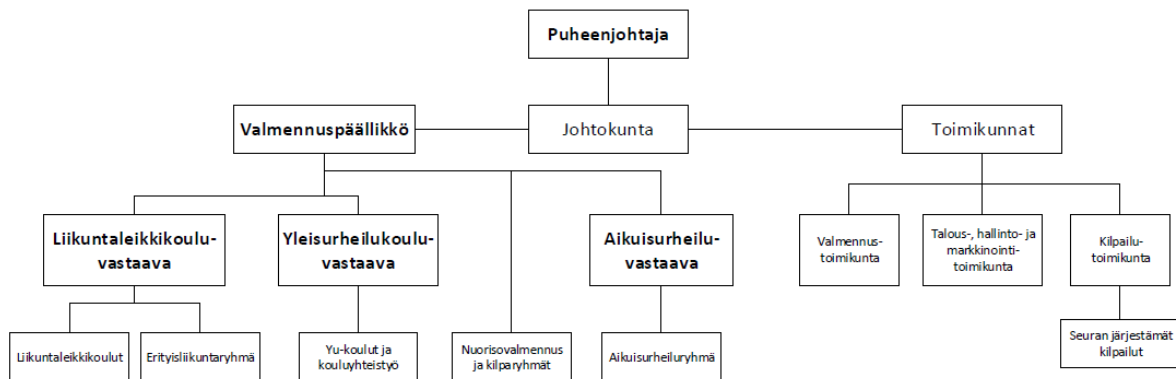 Puheenjohtaja
Valmennuspäällikkö
Johtokunta
Toimikunnat
Liikuntaleikkikoulu-
vastaava
Yleisurheilukoulu-
vastaava
Aikuisurheilu-
vastaava
Valmennus-
toimikunta
Talous-, hallinto- ja
markkinointi-
toimikunta
Kilpailu-
toimikunta
Liikuntaleikkikoulut
Erityisliikuntaryhmä
Yu-koulut ja
kouluyhteistyö
Nuorisovalmennus
ja kilparyhmät
Aikuisurheiluryhmä
Seuran järjestämät
kilpailut